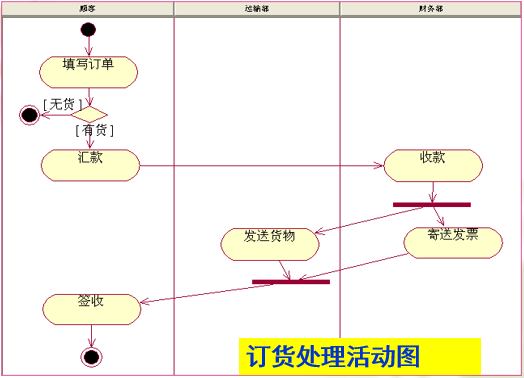 顾客 运输部 财务部
填写订单
[ 无货 ]
[ 有货 ]
汇款 收款
发送货物 寄送发票
签收
订货处理活动图